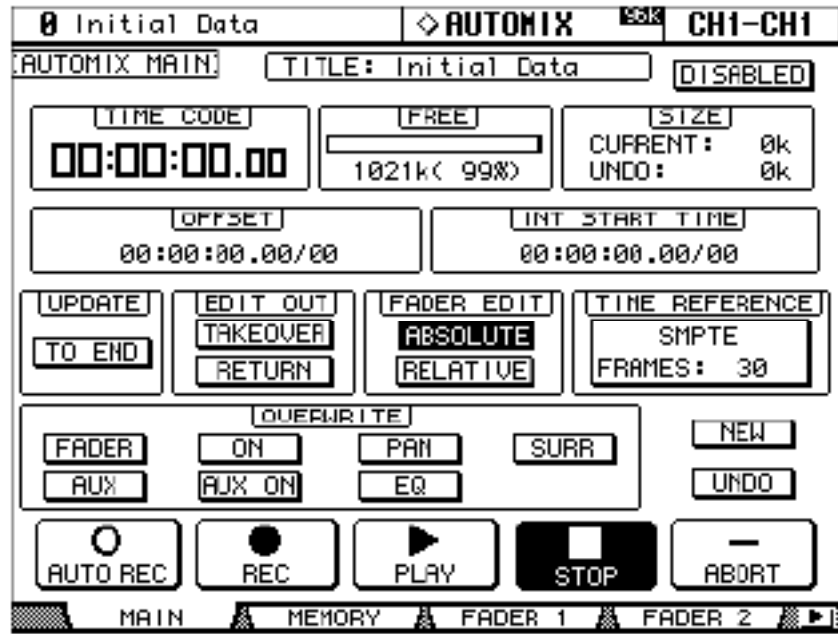 0 Initial Data ◇AUTOMIX 96K CH1-CH1
AUTOMIX MAIN
TITLE: Initial Data
DISABLED
TIME CODE
00:00:00.00
FREE
1021k( 99%)
SIZE
CURRENT: 0k
UNDO: 0k
OFFSET
00:00:00.00/00
INT START TIME
00:00:00.00/00
UPDATE
TO END
EDIT OUT
TAKEOVER
RETURN
FADER EDIT
ABSOLUTE
RELATIVE
TIME REFERENCE
SMPTE
FRAMES: 30
OVERWRITE
FADER ON PAN SURR
AUX AUX ON EQ
NEW
UNDO
AUTO REC REC PLAY STOP ABORT
MAIN MEMORY FADER 1 FADER 2